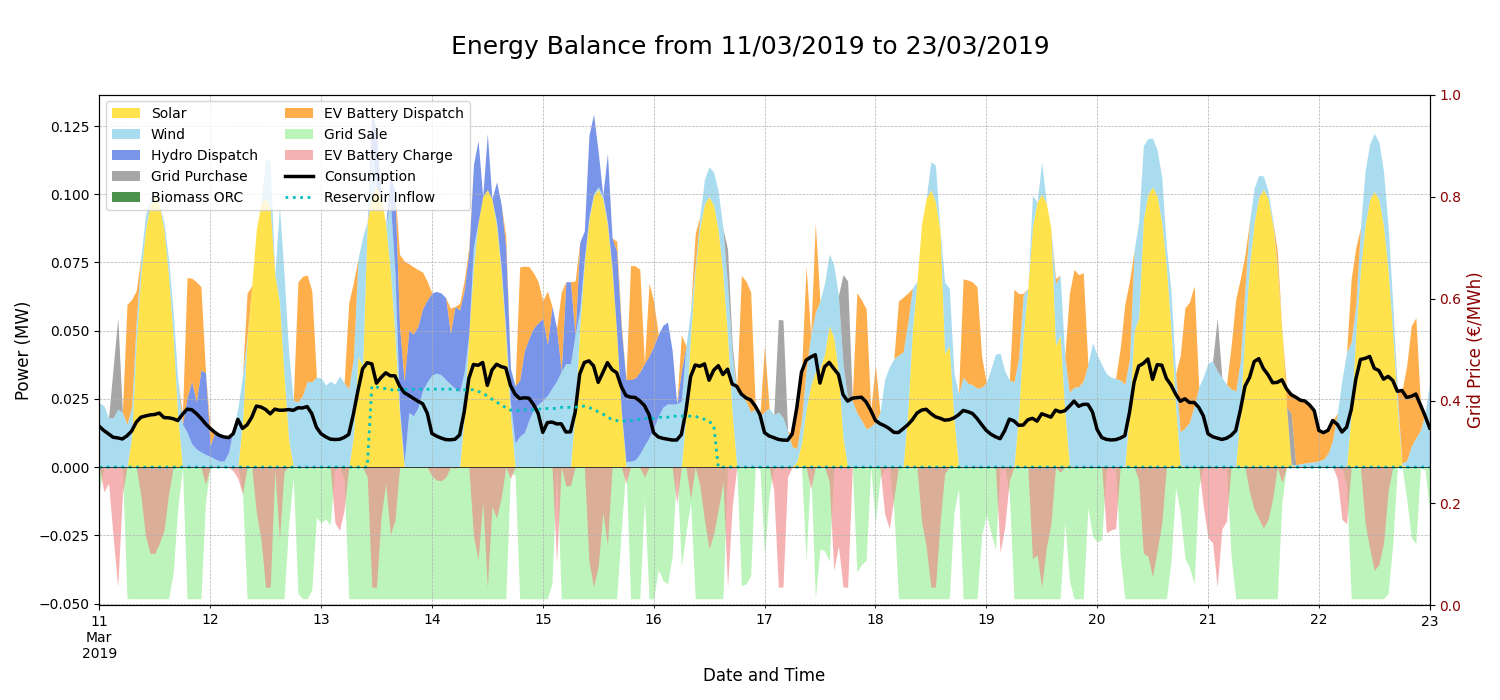 Energy Balance from 11/03/2019 to 23/03/2019
Solar
Wind
Hydro Dispatch
Grid Purchase
Biomass ORC
EV Battery Dispatch
Grid Sale
EV Battery Charge
Consumption
Reservoir Inflow
Power (MW)
0.125
0.100
0.075
0.050
0.025
0.000
−0.025
−0.050
Grid Price (€/MWh)
1.0
0.8
0.6
0.4
0.2
0.0
11
Mar
2019
12
13
14
15
16
17
18
19
20
21
22
23
Date and Time